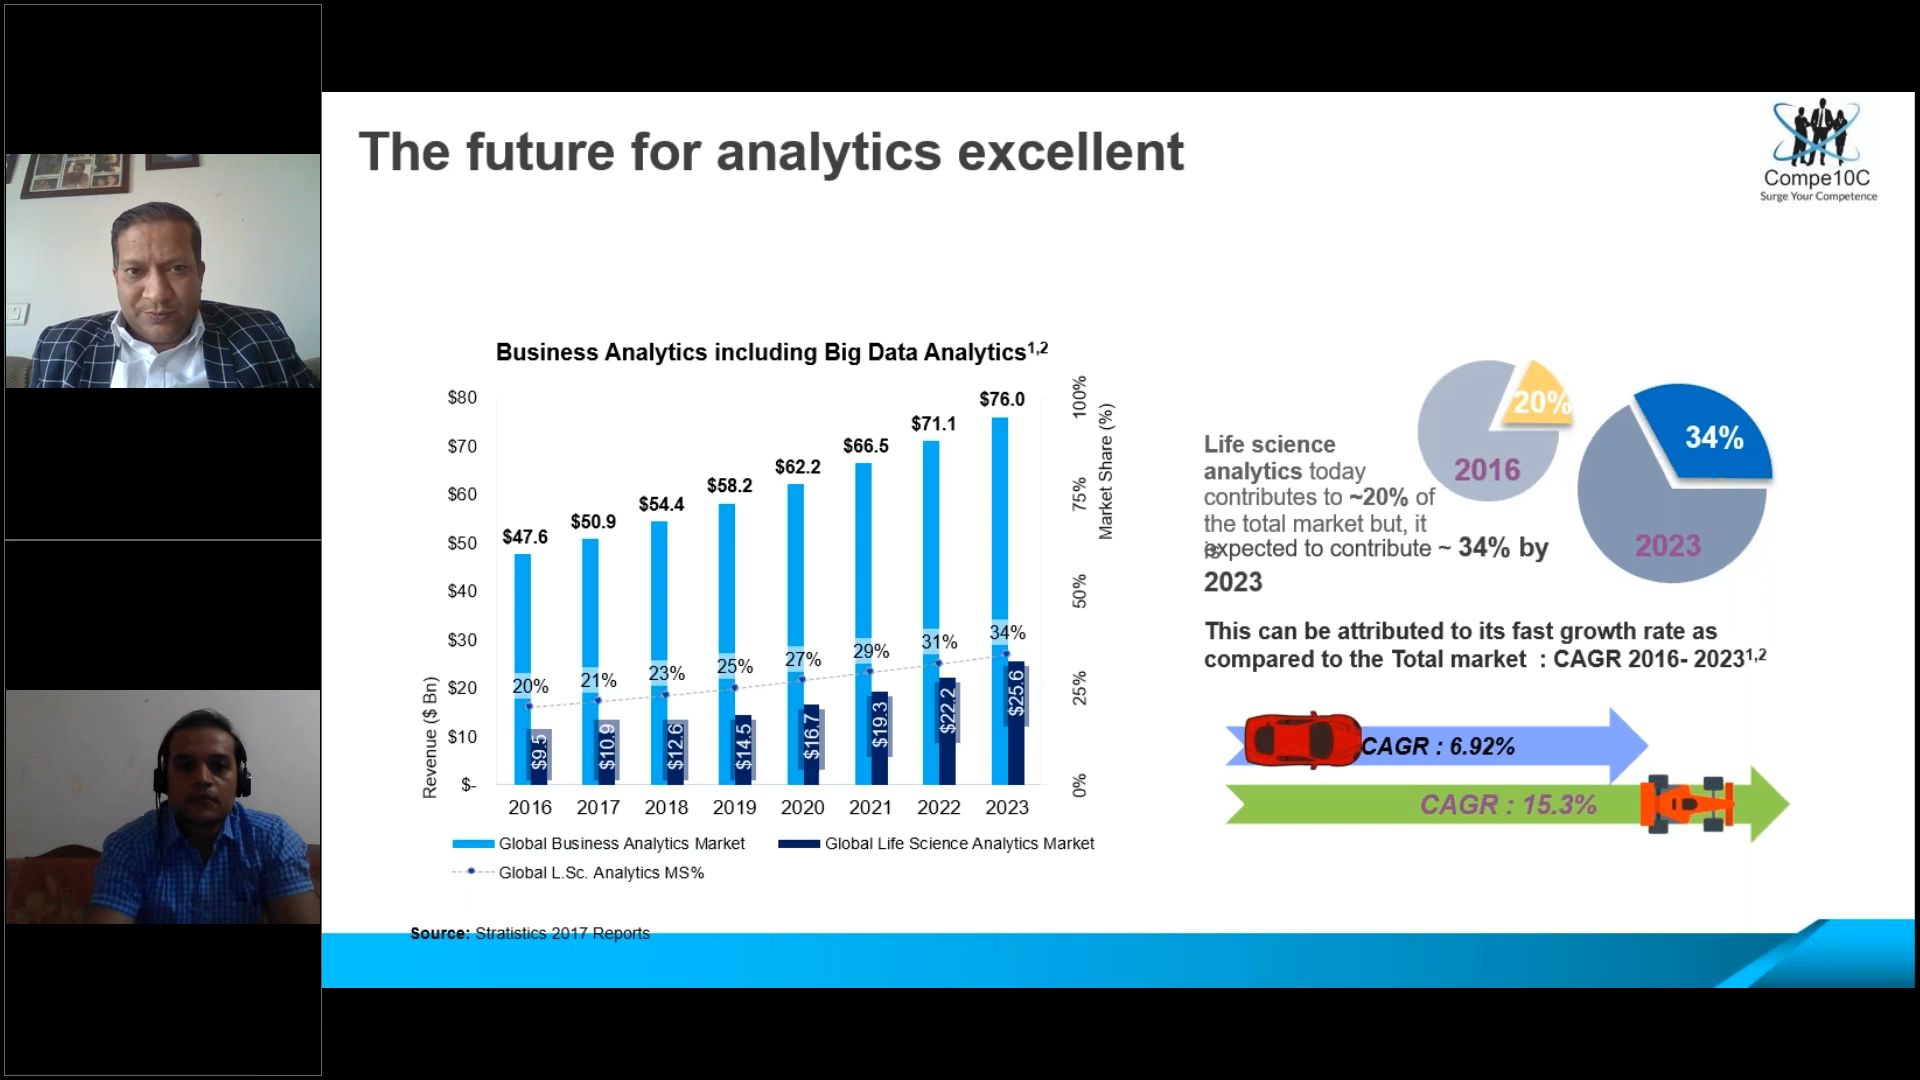 The future for analytics excellent
Compe10C
Surge Your Competence
Business Analytics including Big Data Analytics1,2
$80
$70
$60
$50
$40
$30
$20
$10
$-
Revenue ($ Bn)
100%
75%
50%
25%
0%
Market Share (%)
$47.6
$50.9
$54.4
$58.2
$62.2
$66.5
$71.1
$76.0
20%
21%
23%
25%
27%
29%
31%
34%
$9.5
$10.9
$12.6
$14.5
$16.7
$19.3
$22.2
$25.6
2016 2017 2018 2019 2020 2021 2022 2023
Global Business Analytics Market
Global Life Science Analytics Market
Global L.Sc. Analytics MS%
Source: Stratistics 2017 Reports
Life science
analytics today
contributes to ~20% of
the total market but, it
is
expected to contribute ~ 34% by
2023
20%
2016
34%
2023
This can be attributed to its fast growth rate as
compared to the Total market : CAGR 2016- 20231,2
CAGR : 6.92%
CAGR : 15.3%